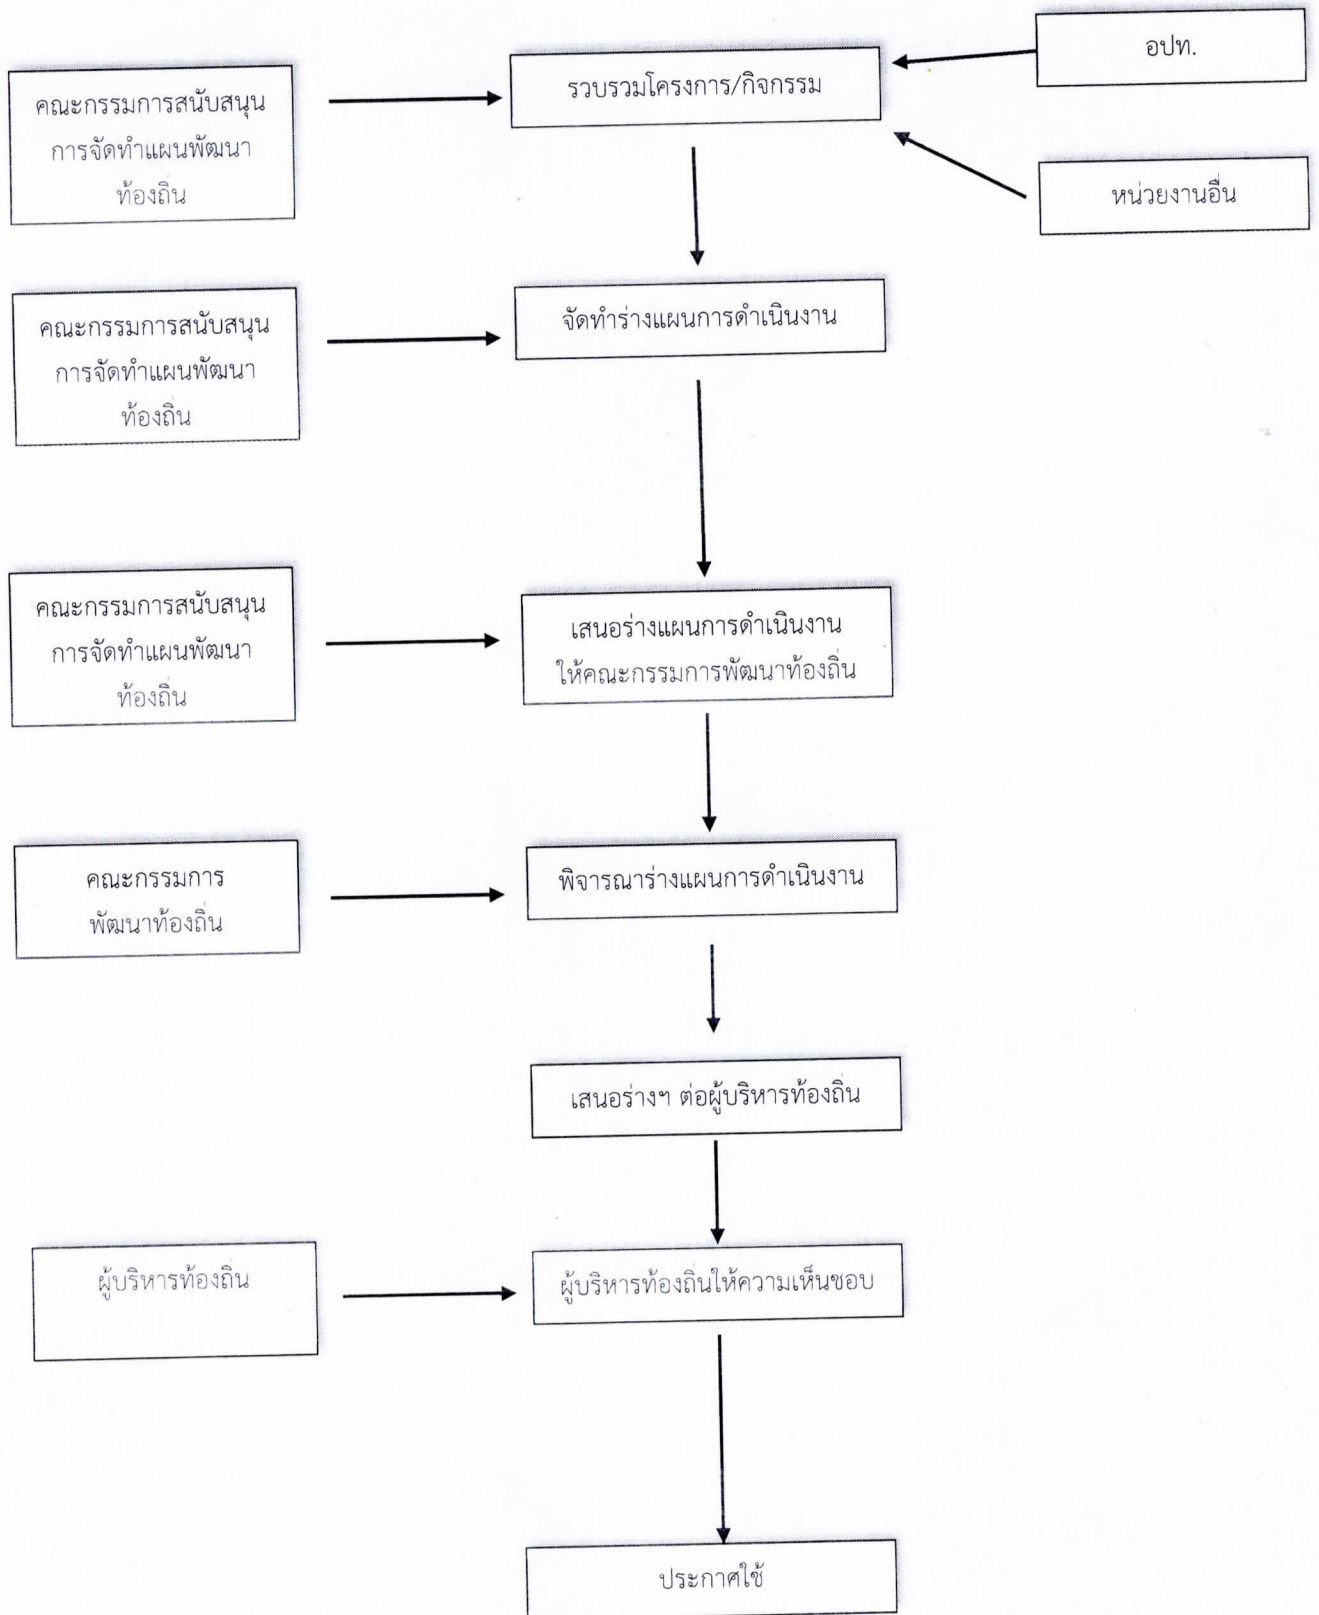 อปท.
คณะกรรมการสนับสนุน
การจัดทำแผนพัฒนา
ท้องถิ่น
รวบรวมโครงการ/กิจกรรม
หน่วยงานอื่น
คณะกรรมการสนับสนุน
การจัดทำแผนพัฒนา
ท้องถิ่น
จัดทำร่างแผนการดำเนินงาน
คณะกรรมการสนับสนุน
การจัดทำแผนพัฒนา
ท้องถิ่น
เสนอร่างแผนการดำเนินงาน
ให้คณะกรรมการพัฒนาท้องถิ่น
คณะกรรมการ
พัฒนาท้องถิ่น
พิจารณาร่างแผนการดำเนินงาน
เสนอร่างฯ ต่อผู้บริหารท้องถิ่น
ผู้บริหารท้องถิ่น
ผู้บริหารท้องถิ่นให้ความเห็นชอบ
ประกาศใช้